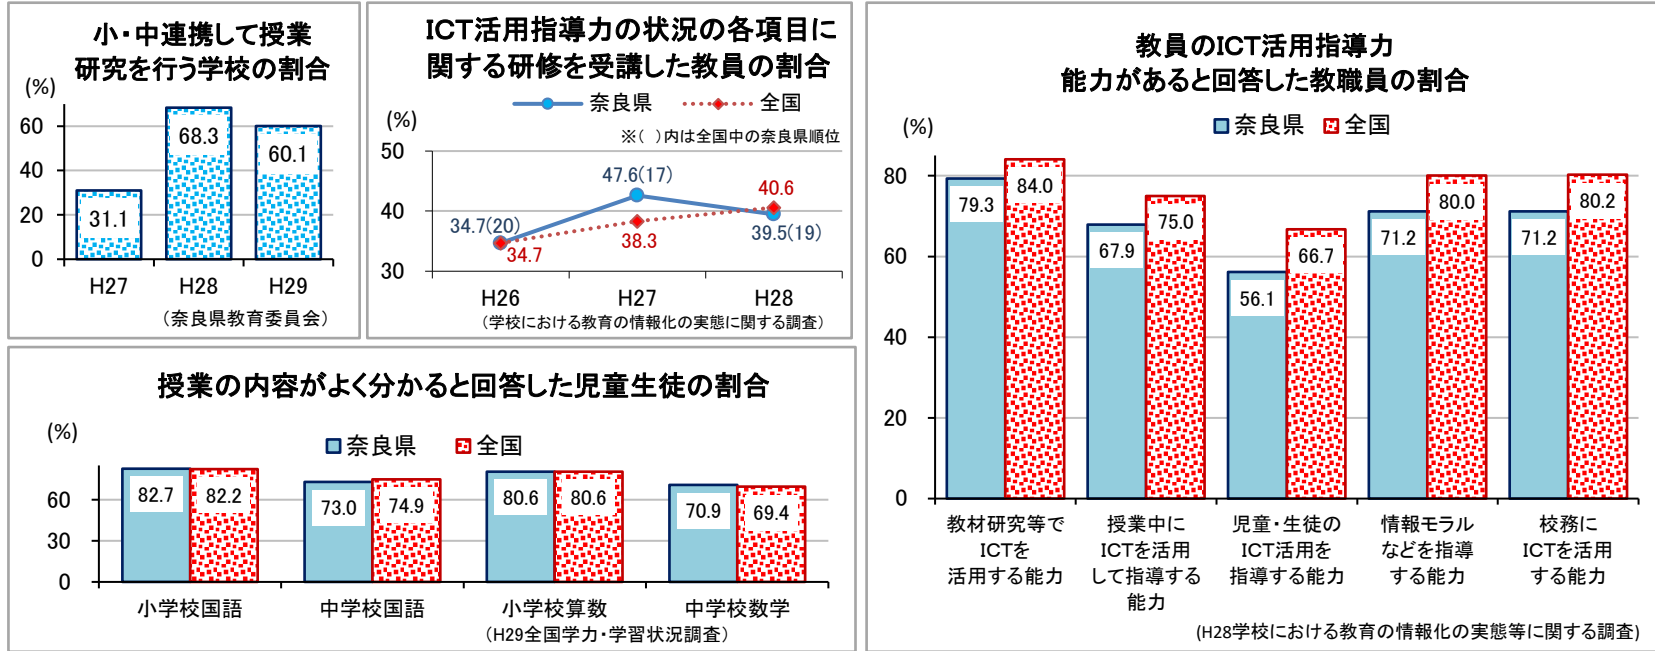 小・中連携して授業
研究を行う学校の割合
(%)
60
40
20
0
31.1
68.3
60.1
H27
H28
H29
（奈良県教育委員会）
ICT活用指導力の状況の各項目に
関する研修を受講した教員の割合
奈良県
全国
(%)
※( )内は全国中の奈良県順位
50
40
30
34.7(20)
34.7
47.6(17)
38.3
40.6
39.5(19)
H26
H27
H28
（学校における教育の情報化の実態に関する調査）
授業の内容がよく分かると回答した児童生徒の割合
(%)
奈良県
全国
60
30
0
82.7
82.2
73.0
74.9
80.6
80.6
70.9
69.4
小学校国語
中学校国語
小学校算数
中学校数学
（H29全国学力・学習状況調査）
教員のICT活用指導力
能力があると回答した教職員の割合
(%)
奈良県
全国
80
60
40
20
0
79.3
84.0
67.9
75.0
56.1
66.7
71.2
80.0
71.2
80.2
教材研究等で
ICTを
活用する能力
授業中に
ICTを活用
して指導する
能力
児童・生徒の
ICT活用を
指導する能力
情報モラル
などを指導
する能力
校務に
ICTを活用
する能力
(H28学校における教育の情報化の実態等に関する調査)